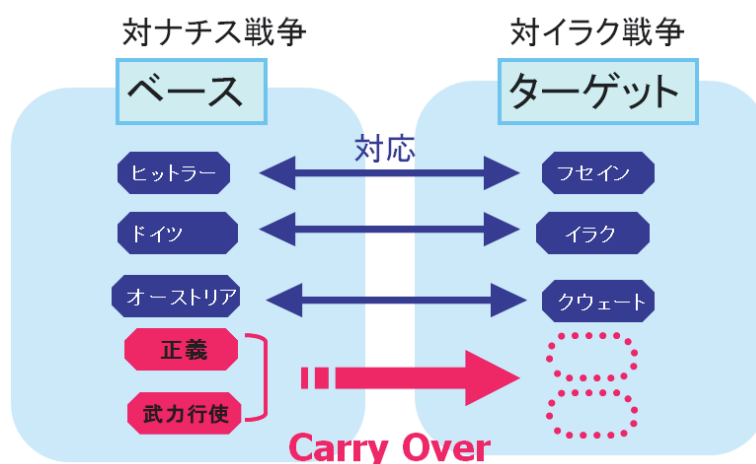 対ナチス戦争
対イラク戦争
ベース
ターゲット
対応
ヒットラー
フセイン
ドイツ
イラク
オーストリア
クウェート
正義
武力行使
Carry Over